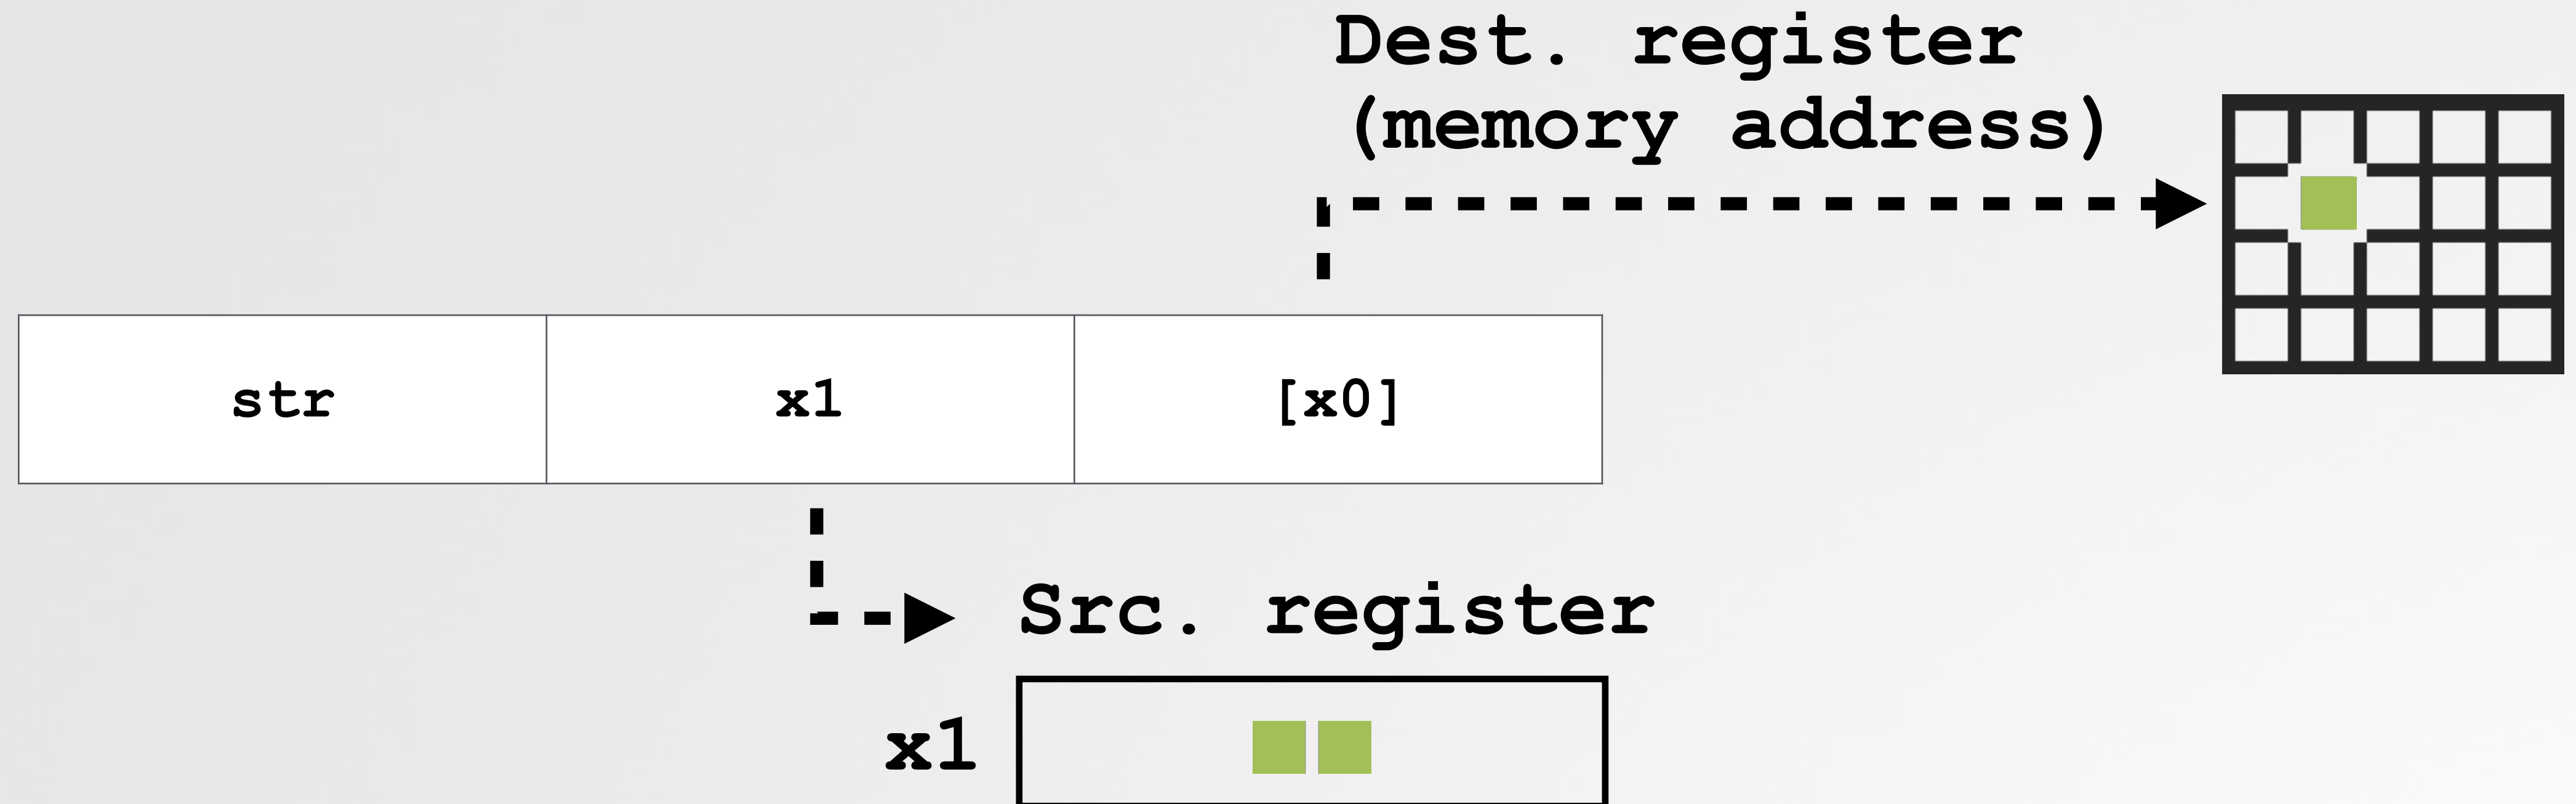 Dest. register
(memory address)
str x1 [x0]
Src. register
x1